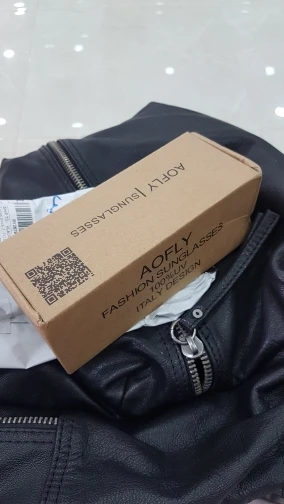 AOFLY | SUNGLASSES
AOFLY
FASHION SUNGLASSES
100%UV
ITALY DESIGN